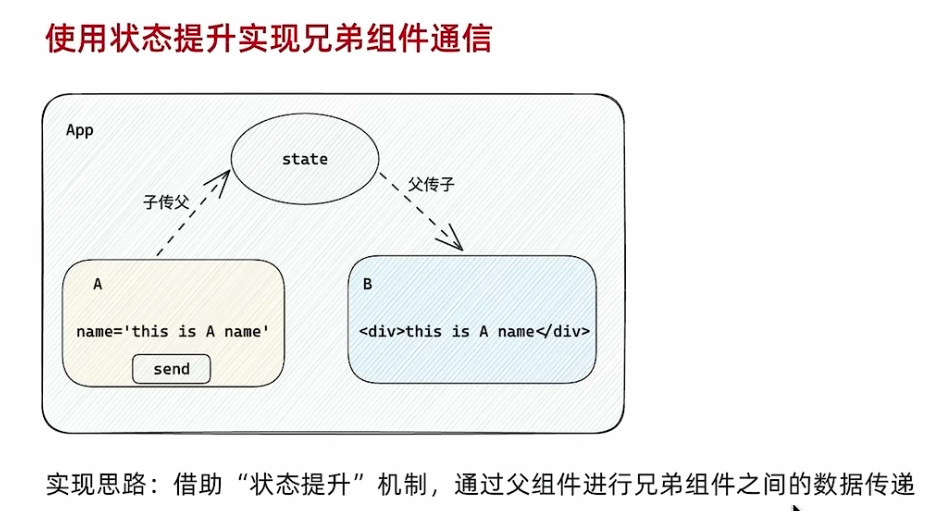 使用状态提升实现兄弟组件通信
App
state
子传父
父传子
A
name='this is A name'
send
B
<div>this is A name</div>
实现思路：借助“状态提升”机制，通过父组件进行兄弟组件之间的数据传递